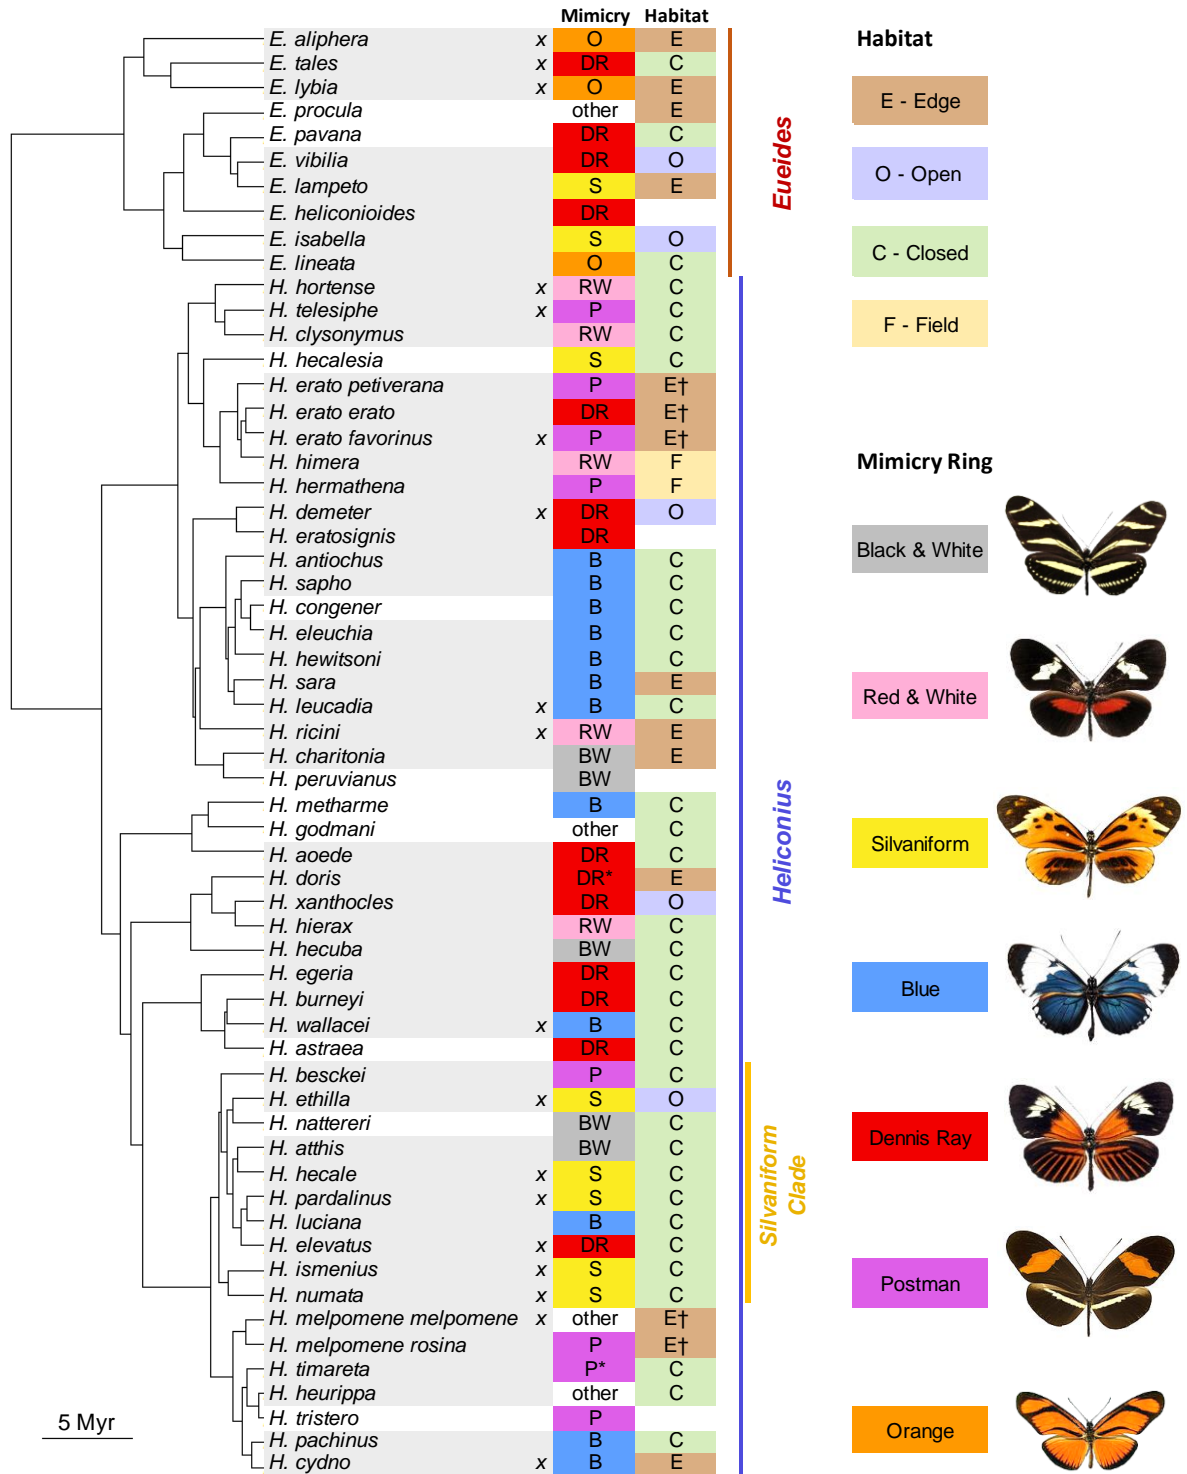 Mimicry Habitat
E. aliphera x O E
E. tales x DR C
E. lybia x O E
E. procula other E
E. pavana DR C
E. vibilia DR O
E. lampeto S E
E. heliconioides DR
E. isabella S O
E. lineata O C
H. hortense x RW C
H. telesiphe x P C
H. clysonymus RW C
H. hecalesia S C
H. erato petiverana P E†
H. erato erato DR E†
H. erato favorinus x P E†
H. himera RW F
H. hermathena P F
H. demeter x DR O
H. eratosignis DR
H. antiochus B C
H. sapho B C
H. congener B C
H. eleuchia B C
H. hewitsoni B C
H. sara B E
H. leucadia x B C
H. ricini x RW E
H. charitonia BW E
H. peruvianus BW
H. metharme B C
H. godmani other C
H. aoede DR C
H. doris DR* E
H. xanthocles DR O
H. hierax RW C
H. hecuba BW C
H. egeria DR C
H. burneyi DR C
H. wallacei x B C
H. astraea DR C
H. besckei P C
H. ethilla x S O
H. nattereri BW C
H. atthis BW C
H. hecale x S C
H. pardalinus x S C
H. luciana B C
H. elevatus x DR C
H. ismenius x S C
H. numata x S C
H. melpomene melpomene x other E†
H. melpomene rosina P E†
H. timareta P* C
H. heurippa other C
H. tristero P
H. pachinus B C
H. cydno x B E
5 Myr
Eueides
Heliconius
Silvaniform
Clade
Habitat
E - Edge
O - Open
C - Closed
F - Field
Mimicry Ring
Black & White
Red & White
Silvaniform
Blue
Dennis Ray
Postman
Orange